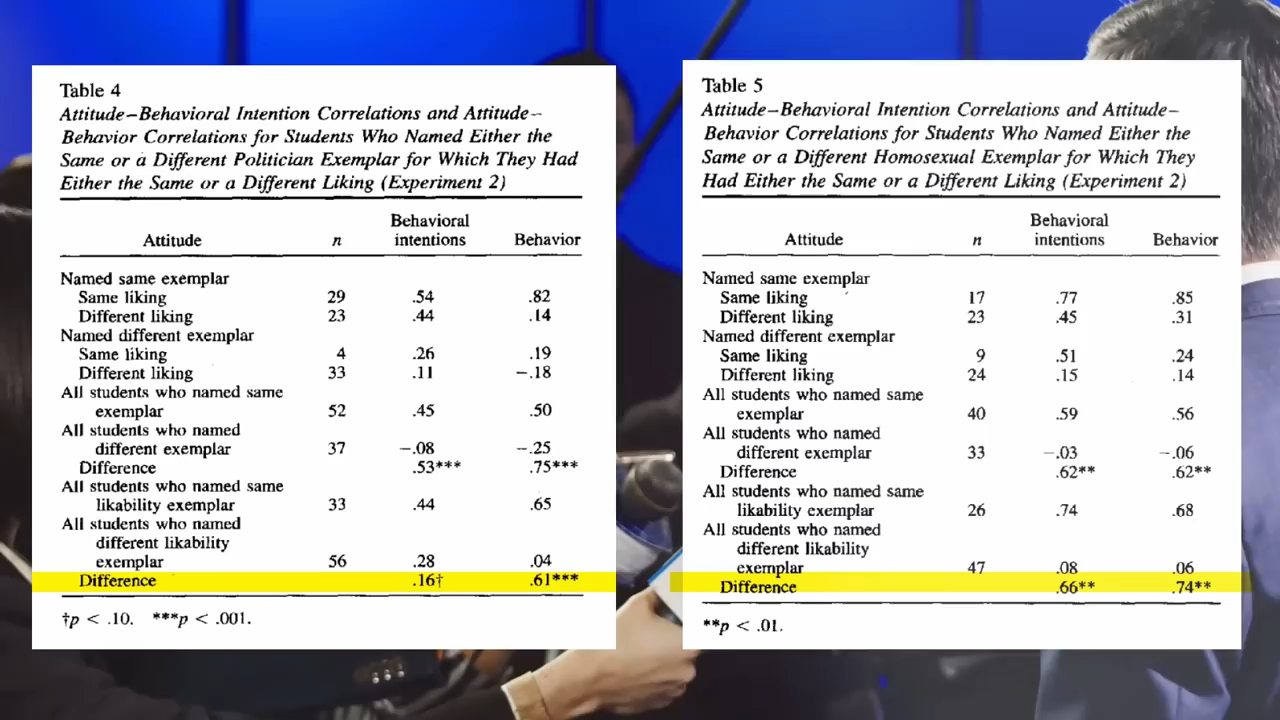 Table 4
Attitude–Behavioral Intention Correlations and Attitude–
Behavior Correlations for Students Who Named Either the
Same or a Different Politician Exemplar for Which They Had
Either the Same or a Different Liking (Experiment 2)
Attitude n Behavioral intentions Behavior
Named same exemplar
Same liking 29 .54 .82
Different liking 23 .44 .14
Named different exemplar
Same liking 4 .26 .19
Different liking 33 .11 −.18
All students who named same
exemplar 52 .45 .50
All students who named
different exemplar 37 −.08 −.25
Difference .53*** .75***
All students who named same
likability exemplar 33 .44 .65
All students who named
different likability
exemplar 56 .28 .04
Difference .16† .61***
†p < .10. ***p < .001.
Table 5
Attitude–Behavioral Intention Correlations and Attitude–
Behavior Correlations for Students Who Named Either the
Same or a Different Homosexual Exemplar for Which They
Had Either the Same or a Different Liking (Experiment 2)
Attitude n Behavioral intentions Behavior
Named same exemplar
Same liking 17 .77 .85
Different liking 23 .45 .31
Named different exemplar
Same liking 9 .51 .24
Different liking 24 .15 .14
All students who named same
exemplar 40 .59 .56
All students who named
different exemplar 33 −.03 −.06
Difference .62** .62**
All students who named same
likability exemplar 26 .74 .68
All students who named
different likability
exemplar 47 .08 .06
Difference .66** .74**
**p < .01.